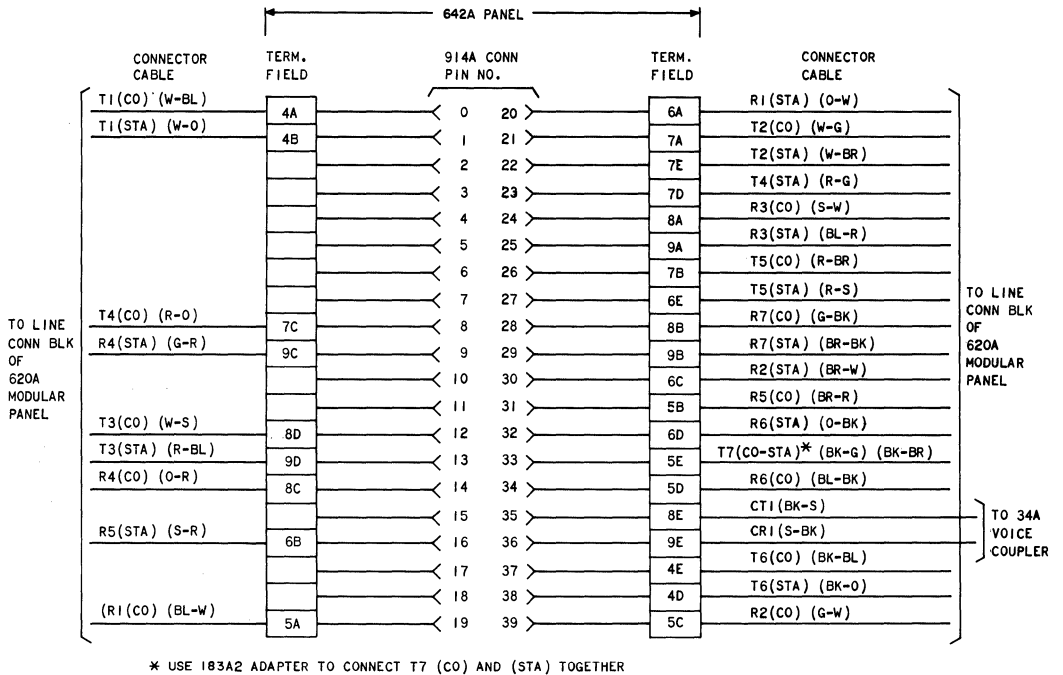 642A PANEL
CONNECTOR CABLE
TERM. FIELD
914A CONN PIN NO.
TERM. FIELD
CONNECTOR CABLE
T1(CO) (W-BL) 4A 0 20 6A R1(STA) (O-W)
T1(STA) (W-O) 4B 1 21 7A T2(CO) (W-G)
2 22 7E T2(STA) (W-BR)
3 23 7D T4(STA) (R-G)
4 24 8A R3(CO) (S-W)
5 25 9A R3(STA) (BL-R)
6 26 7B T5(CO) (R-BR)
7 27 6E T5(STA) (R-S)
T4(CO) (R-O) 7C 8 28 8B R7(CO) (G-BK)
R4(STA) (G-R) 9C 9 29 9B R7(STA) (BR-BK)
10 30 6C R2(STA) (BR-W)
11 31 5B R5(CO) (BR-R)
T3(CO) (W-S) 8D 12 32 6D R6(STA) (O-BK)
T3(STA) (R-BL) 9D 13 33 5E T7(CO-STA)* (BK-G) (BK-BR)
R4(CO) (O-R) 8C 14 34 5D R6(CO) (BL-BK)
15 35 8E CT1(BK-S)
R5(STA) (S-R) 6B 16 36 9E CR1(S-BK)
17 37 4E T6(CO) (BK-BL)
18 38 4D T6(STA) (BK-O)
(R1(CO) (BL-W) 5A 19 39 5C R2(CO) (G-W)
TO LINE
CONN BLK
OF
620A
MODULAR
PANEL
TO LINE
CONN BLK
OF
620A
MODULAR
PANEL
TO 34A
VOICE
COUPLER
* USE 183A2 ADAPTER TO CONNECT T7 (CO) AND (STA) TOGETHER